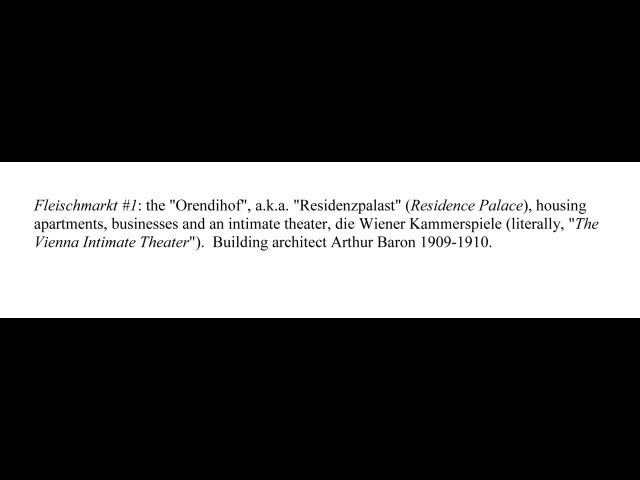 Fleischmarkt #1: the "Orendihof", a.k.a. "Residenzpalast" (Residence Palace), housing
apartments, businesses and an intimate theater, die Wiener Kammerspiele (literally, "The
Vienna Intimate Theater").  Building architect Arthur Baron 1909-1910.